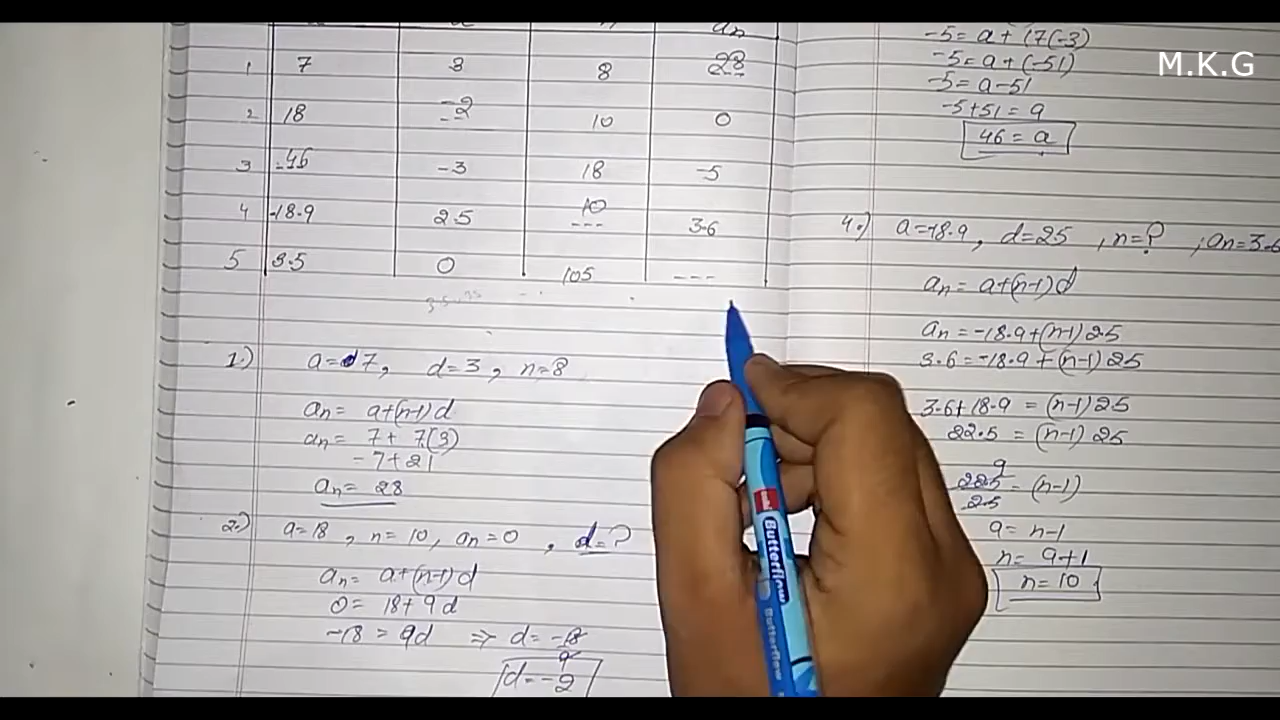 an
1 7 3 8 28
2 18 -2 10 0
3 46 -3 18 -5
4 -18.9 2.5 10 3.6
5 3.5 0 105 ---
1.) a=7, d=3, n=8
an= a+(n-1)d
an= 7+ 7(3)
= 7+21
an= 28
2.) a=18, n=10, an=0, d=?
an= a+(n-1)d
0= 18+9d
-18 = 9d ⇒ d= -18/9
d=-2
-5= a+17(-3)
-5= a+(-51)
-5= a-51
-5+51= a
46 = a
4.) a=-18.9, d=2.5, n=?, an=3.6
an= a+(n-1)d
an= -18.9+(n-1)2.5
3.6= -18.9+(n-1)2.5
3.6+18.9 = (n-1)2.5
22.5 = (n-1)2.5
9
22.5/2.5 = (n-1)
9= n-1
n= 9+1
n=10
M.K.G
Butterflow
Butterflow